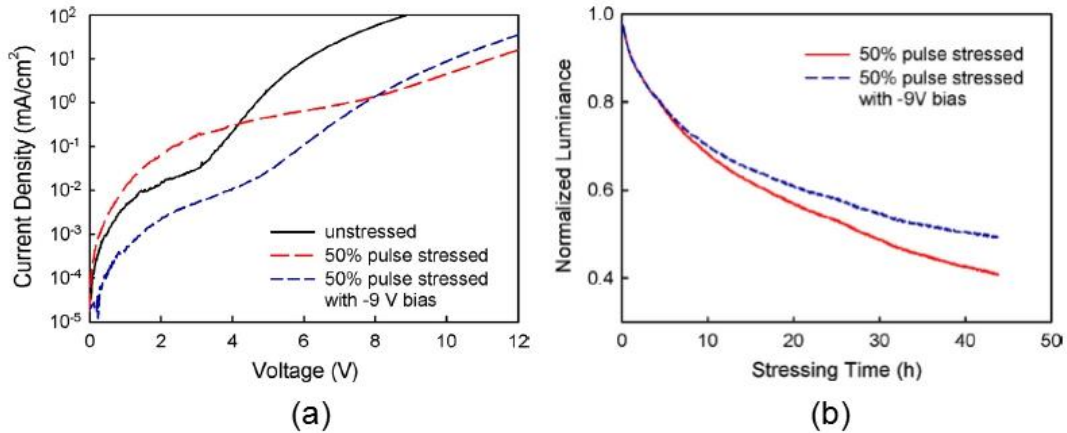 10²
10¹
10⁰
10⁻¹
10⁻²
10⁻³
10⁻⁴
10⁻⁵
Current Density (mA/cm²)
unstressed
50% pulse stressed
50% pulse stressed
with -9 V bias
0 2 4 6 8 10 12
Voltage (V)
(a)
1.0
0.8
0.6
0.4
Normalized Luminance
50% pulse stressed
50% pulse stressed
with -9V bias
0 10 20 30 40 50
Stressing Time (h)
(b)